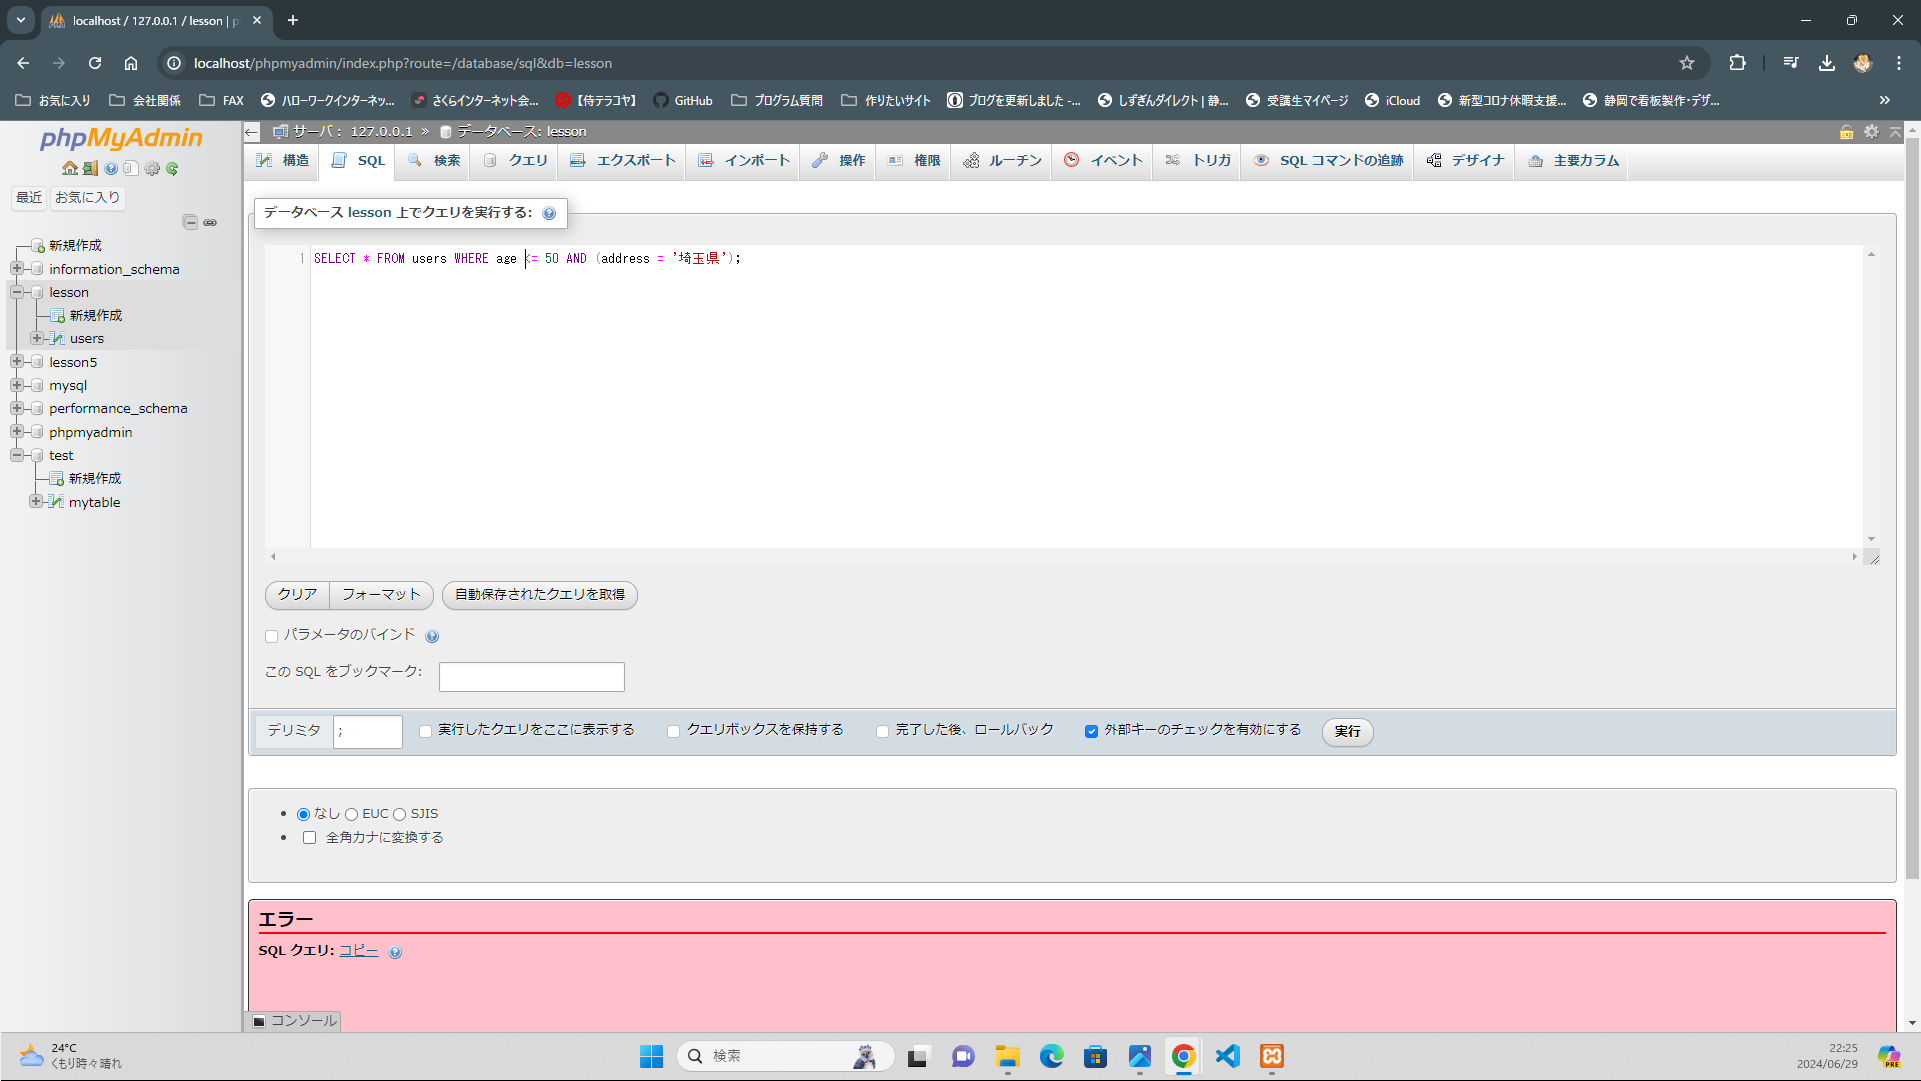 localhost / 127.0.0.1 / lesson | p
localhost/phpmyadmin/index.php?route=/database/sql&db=lesson
お気に入り 会社関係 FAX ハローワークインターネッ... さくらインターネット会... 【侍テラコヤ】 GitHub プログラム質問 作りたいサイト ブログを更新しました -... しずぎんダイレクト | 静... 受講生マイページ iCloud 新型コロナ休暇支援... 静岡で看板製作・デザ...
phpMyAdmin
最近 お気に入り
新規作成
information_schema
lesson
新規作成
users
lesson5
mysql
performance_schema
phpmyadmin
test
新規作成
mytable
サーバ: 127.0.0.1 » データベース: lesson
構造 SQL 検索 クエリ エクスポート インポート 操作 権限 ルーチン イベント トリガ SQL コマンドの追跡 デザイナ 主要カラム
データベース lesson 上でクエリを実行する:
1 SELECT * FROM users WHERE age <= 50 AND (address = '埼玉県');
クリア フォーマット 自動保存されたクエリを取得
パラメータのバインド
この SQL をブックマーク:
デリミタ ; 実行したクエリをここに表示する クエリボックスを保持する 完了した後、ロールバック 外部キーのチェックを有効にする 実行
なし EUC SJIS
全角カナに変換する
エラー
SQL クエリ: コピー
コンソール
24°C
くもり時々晴れ
検索
22:25
2024/06/29
PRE